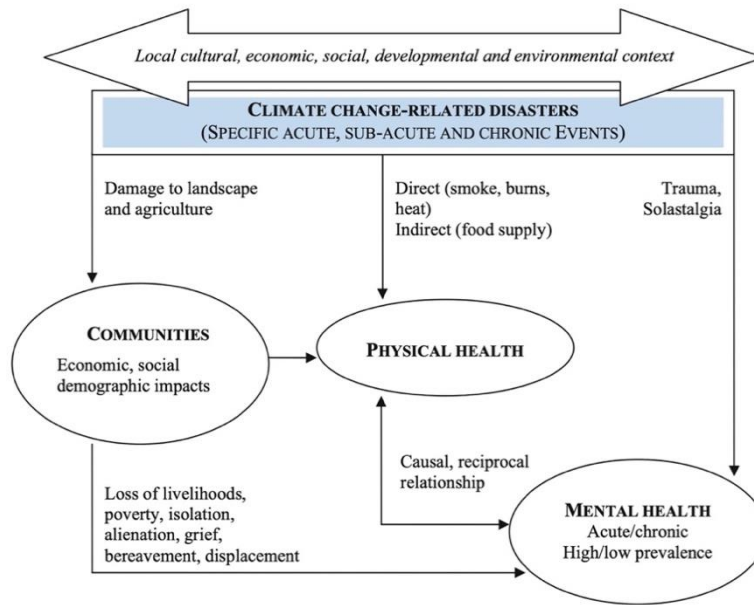 Local cultural, economic, social, developmental and environmental context
CLIMATE CHANGE-RELATED DISASTERS
(SPECIFIC ACUTE, SUB-ACUTE AND CHRONIC EVENTS)
Damage to landscape
and agriculture
Direct (smoke, burns,
heat)
Indirect (food supply)
Trauma,
Solastalgia
COMMUNITIES
Economic, social
demographic impacts
PHYSICAL HEALTH
Causal, reciprocal
relationship
Loss of livelihoods,
poverty, isolation,
alienation, grief,
bereavement, displacement
MENTAL HEALTH
Acute/chronic
High/low prevalence